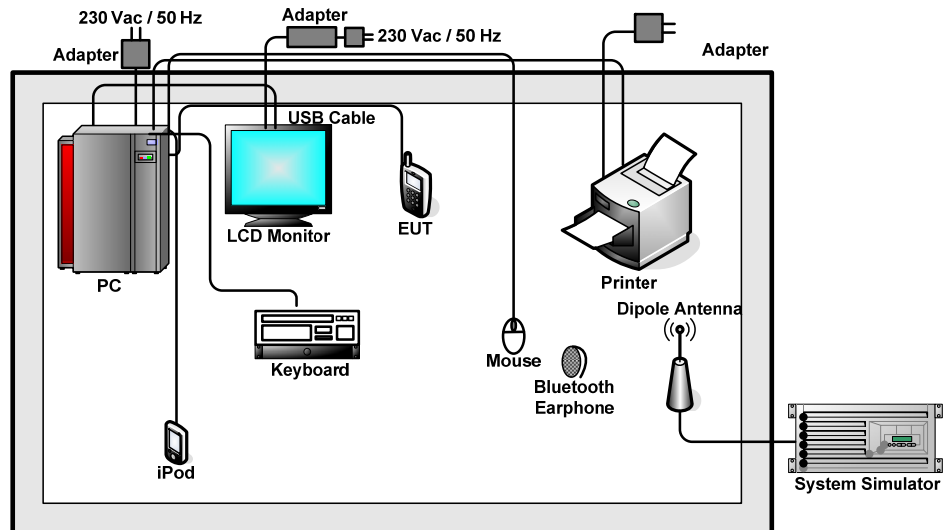 230 Vac / 50 Hz
Adapter
Adapter
230 Vac / 50 Hz
Adapter
USB Cable
LCD Monitor
EUT
PC
Printer
Dipole Antenna
Keyboard
Mouse
Bluetooth
Earphone
iPod
System Simulator